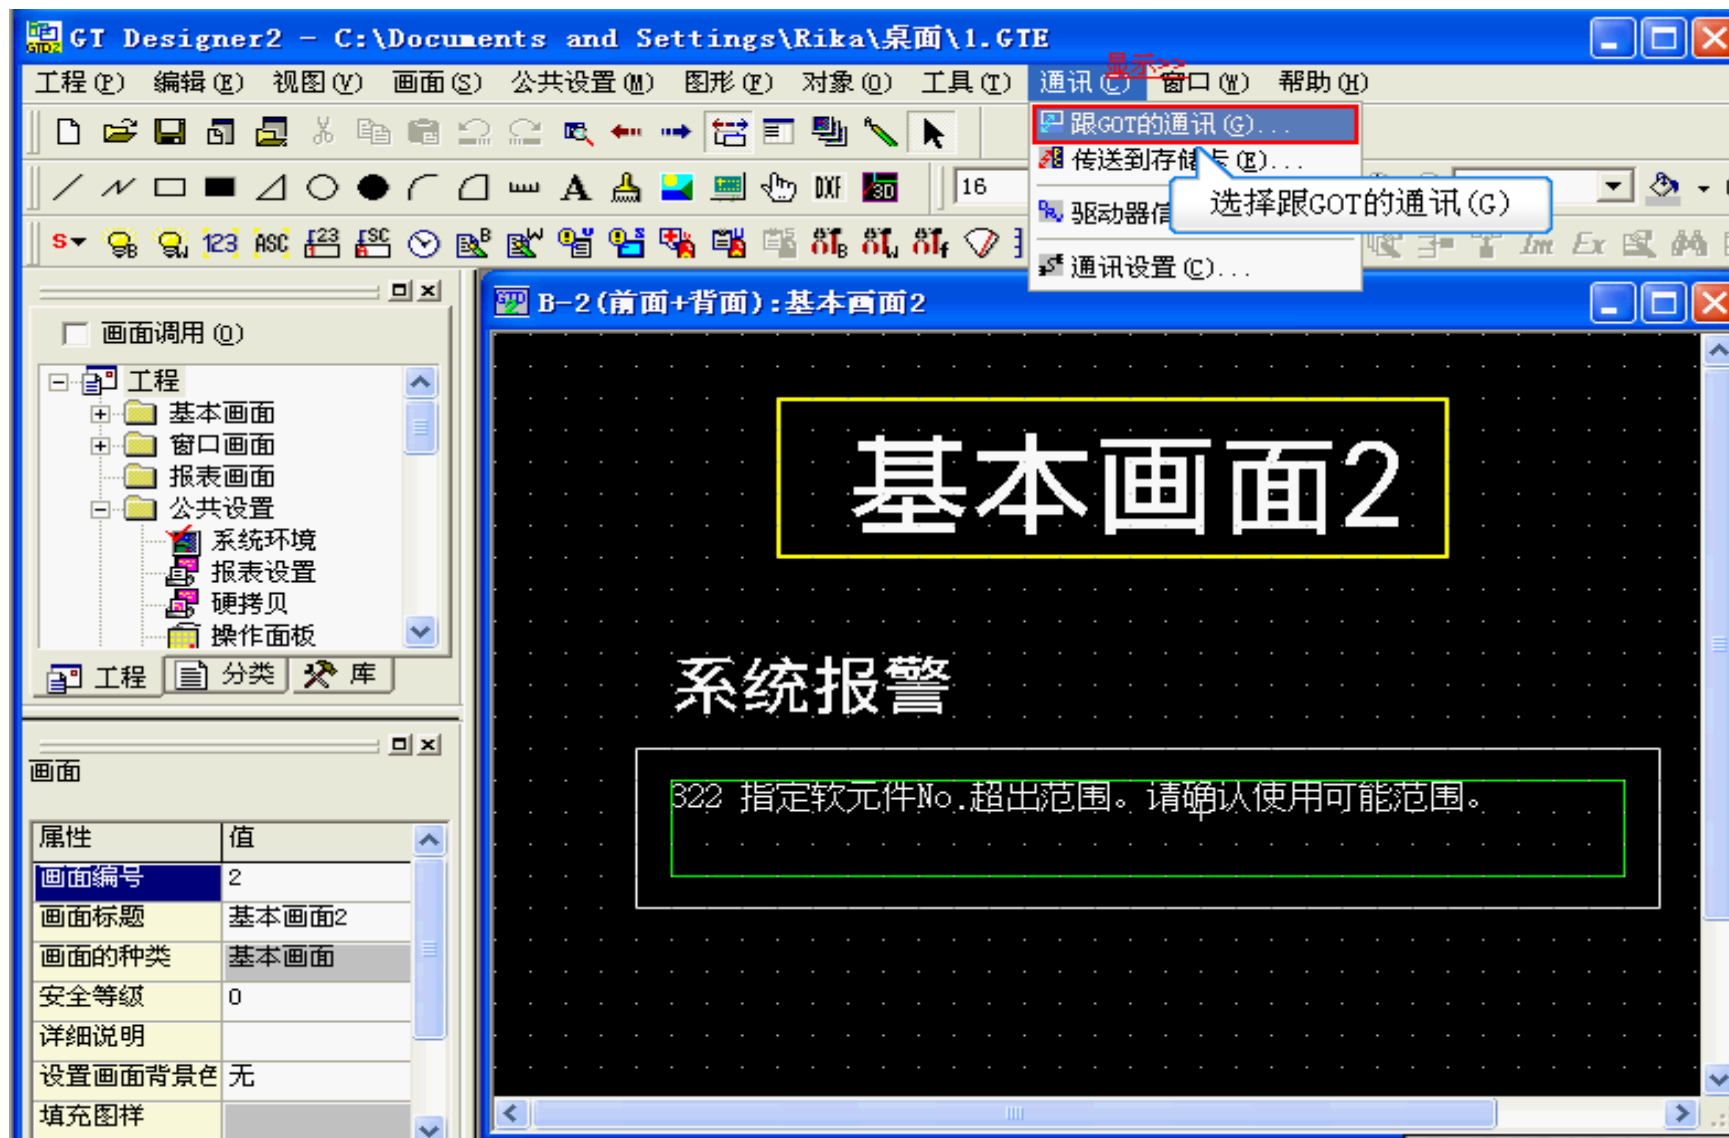 GT Designer2 - C:\Documents and Settings\Rika\桌面\1.GTE
工程(P) 编辑(E) 视图(V) 画面(S) 公共设置(M) 图形(F) 对象(O) 工具(T) 通讯(C) 窗口(W) 帮助(H)
显示>>
跟GOT的通讯(G)...
传送到存储卡(E)...
选择跟GOT的通讯(G)
驱动器信
通讯设置(C)...
A DXF 3D 16
S 123 ASC 123 ASC Im Ex
画面调用(O)
工程
基本画面
窗口画面
报表画面
公共设置
系统环境
报表设置
硬拷贝
操作面板
工程 分类 库
画面
属性 值
画面编号 2
画面标题 基本画面2
画面的种类 基本画面
安全等级 0
详细说明
设置画面背景色 无
填充图样
B-2(前面+背面):基本画面2
基本画面2
系统报警
322 指定软元件No.超出范围。请确认使用可能范围。